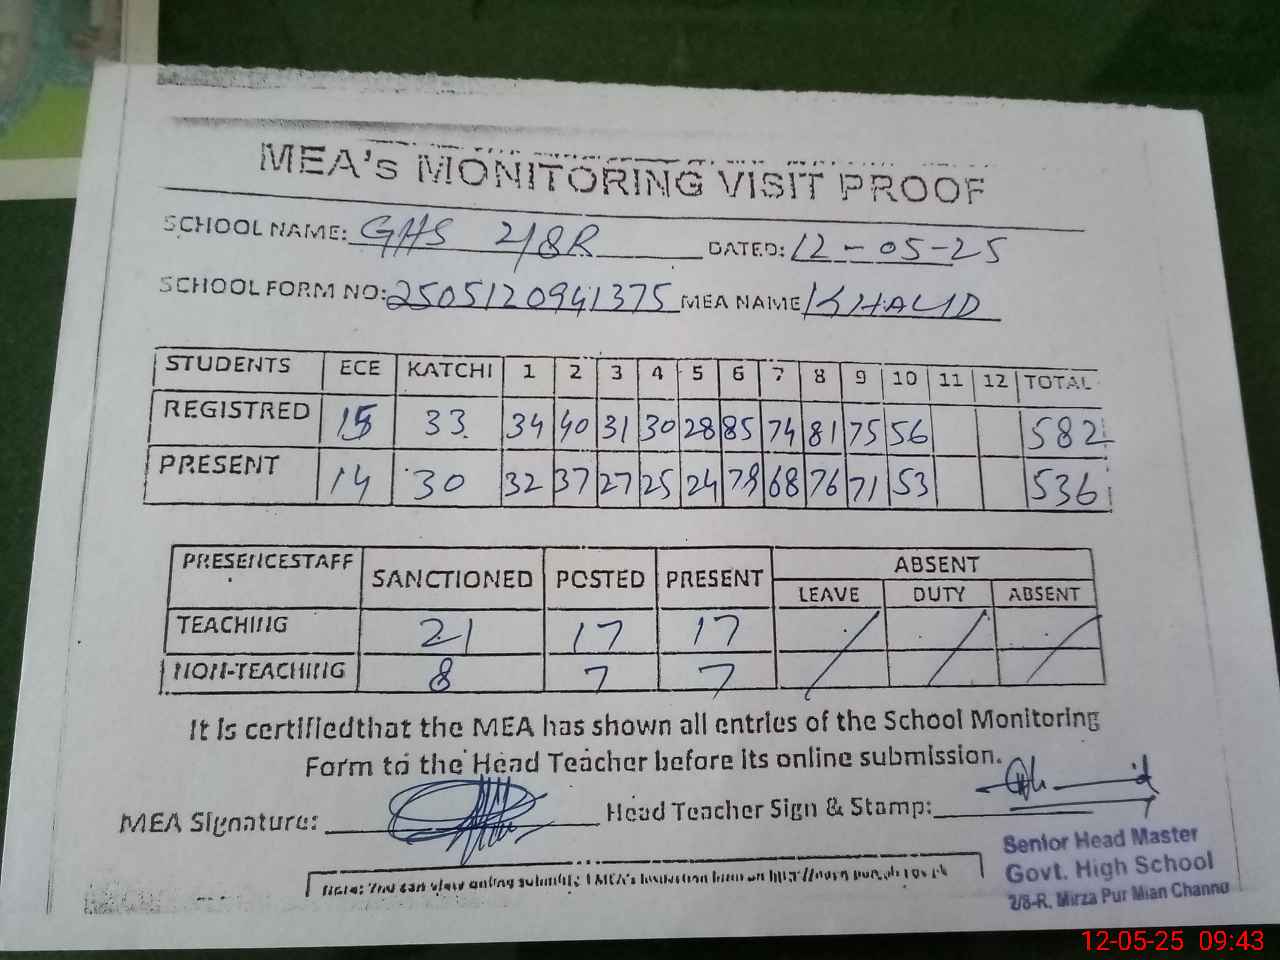 MEA's MONITORING VISIT PROOF
SCHOOL NAME: GHS 2/8R DATED: 12-05-25
SCHOOL FORM NO: 2505120941375 MEA NAME KHALID
STUDENTS ECE KATCHI 1 2 3 4 5 6 7 8 9 10 11 12 TOTAL
REGISTRED 15 33 34 40 31 30 28 85 74 81 75 56 582
PRESENT 14 30 32 37 27 25 24 79 68 76 71 53 536
PRESENCESTAFF SANCTIONED POSTED PRESENT ABSENT
LEAVE DUTY ABSENT
TEACHING 21 17 17
NON-TEACHING 8 7 7
It is certifiedthat the MEA has shown all entries of the School Monitoring
Form to the Head Teacher before its online submission.
MEA Signature: Head Teacher Sign & Stamp:
Senior Head Master
Govt. High School
2/8-R. Mirza Pur Mian Channu
Note: You can view online
12-05-25 09:43